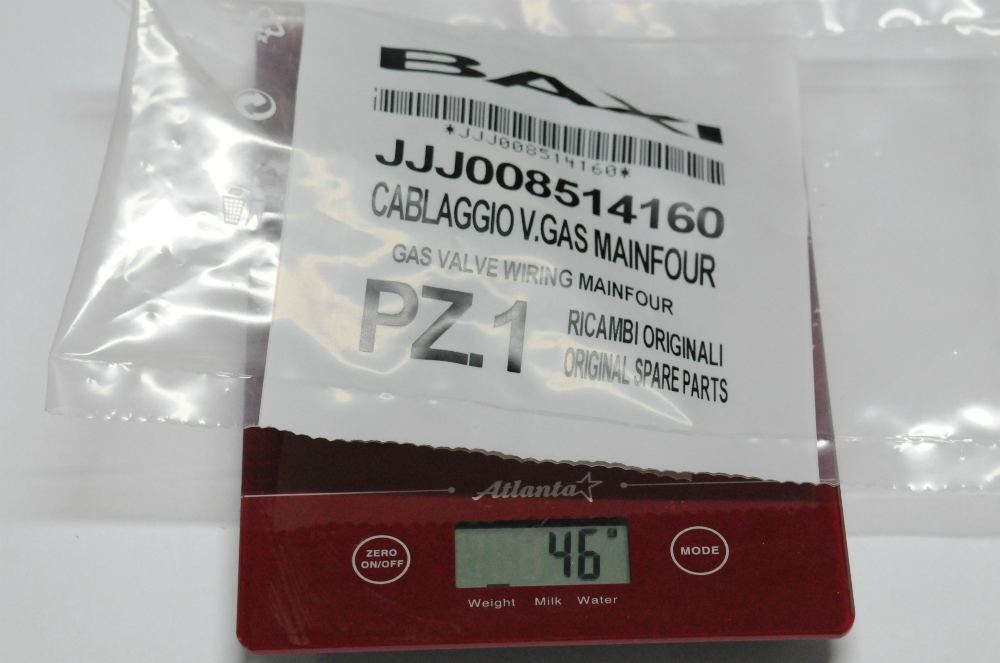 BAXI
*JJJ008514160*
JJJ008514160
CABLAGGIO V.GAS MAINFOUR
GAS VALVE WIRING MAINFOUR
PZ.1
RICAMBI ORIGINALI
ORIGINAL SPARE PARTS
Atlanta
ZERO
ON/OFF
46g
MODE
Weight Milk Water